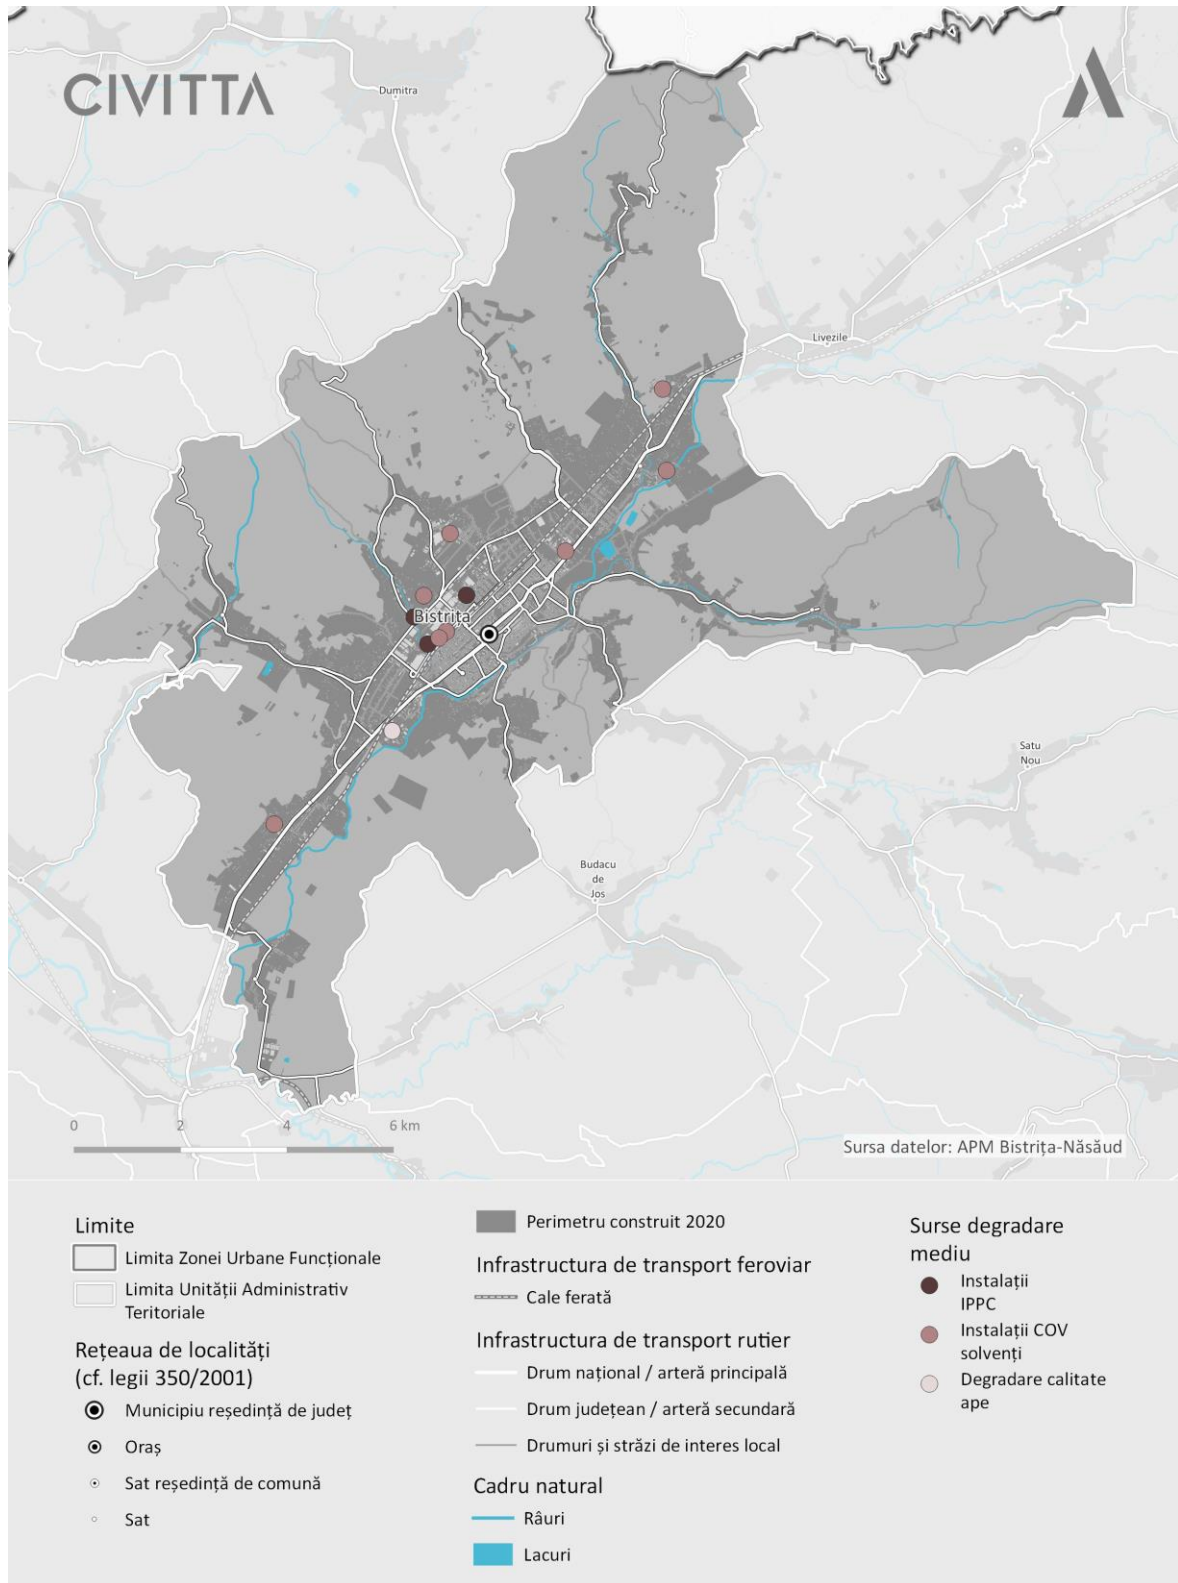 CIVITTA
Dumitra
Livezile
Bistrița
Satu
Nou
Budacu
de
Jos
0 2 4 6 km
Sursa datelor: APM Bistrița-Năsăud
Limite
Limita Zonei Urbane Funcționale
Limita Unității Administrativ
Teritoriale
Rețeaua de localități
(cf. legii 350/2001)
Municipiu reședință de județ
Oraș
Sat reședință de comună
Sat
Perimetru construit 2020
Infrastructura de transport feroviar
Cale ferată
Infrastructura de transport rutier
Drum național / arteră principală
Drum județean / arteră secundară
Drumuri și străzi de interes local
Cadru natural
Râuri
Lacuri
Surse degradare
mediu
Instalații
IPPC
Instalații COV
solvenți
Degradare calitate
ape